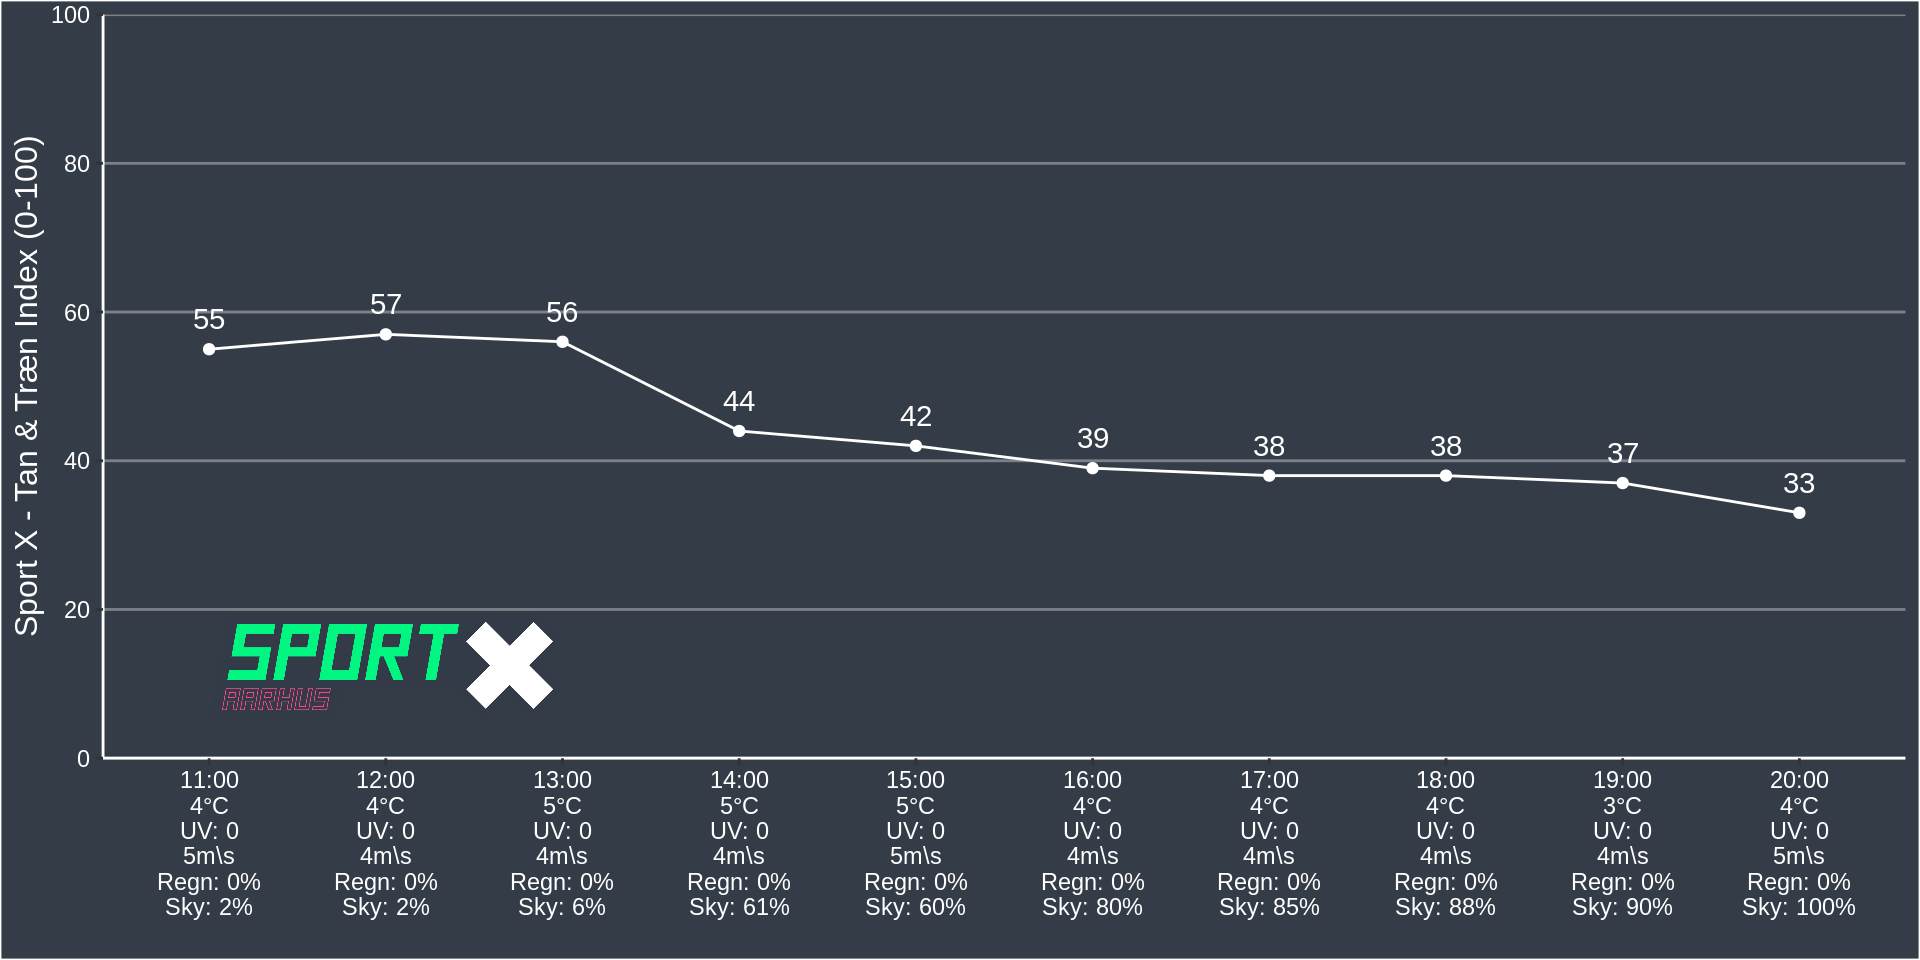 Sport X - Tan & Træn Index (0-100)
100
80
60
40
20
0
55 57 56 44 42 39 38 38 37 33
SPORT X
AARHUS
11:00 12:00 13:00 14:00 15:00 16:00 17:00 18:00 19:00 20:00
4°C 4°C 5°C 5°C 5°C 4°C 4°C 4°C 3°C 4°C
UV: 0 UV: 0 UV: 0 UV: 0 UV: 0 UV: 0 UV: 0 UV: 0 UV: 0 UV: 0
5m\s 4m\s 4m\s 4m\s 5m\s 4m\s 4m\s 4m\s 4m\s 5m\s
Regn: 0% Regn: 0% Regn: 0% Regn: 0% Regn: 0% Regn: 0% Regn: 0% Regn: 0% Regn: 0% Regn: 0%
Sky: 2% Sky: 2% Sky: 6% Sky: 61% Sky: 60% Sky: 80% Sky: 85% Sky: 88% Sky: 90% Sky: 100%